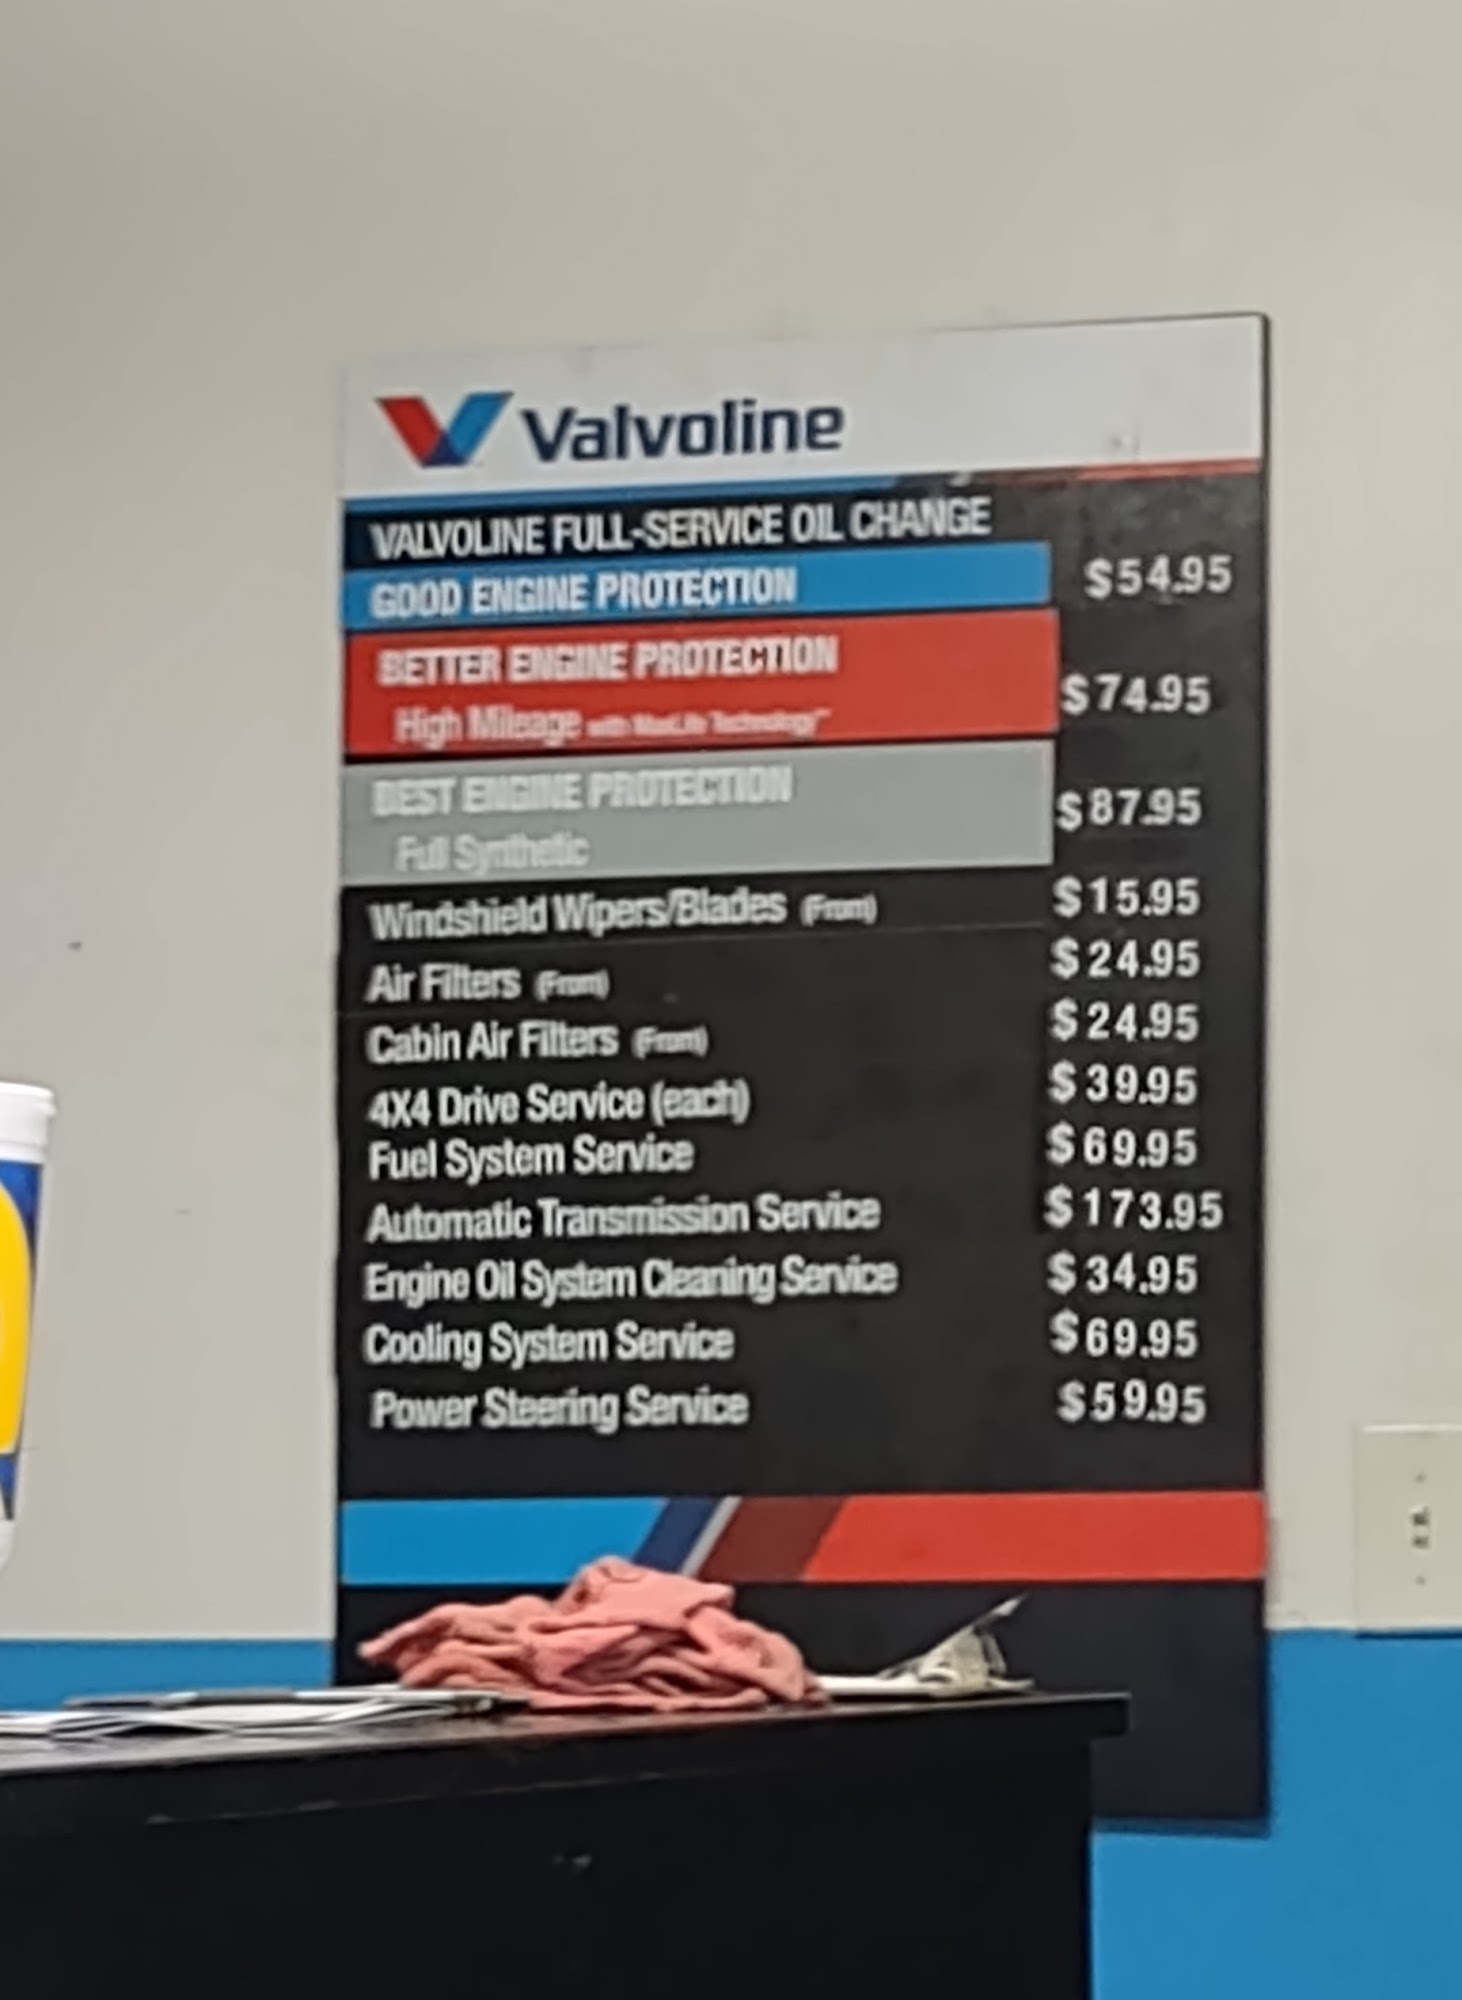 Valvoline
VALVOLINE FULL-SERVICE OIL CHANGE
GOOD ENGINE PROTECTION $54.95
BETTER ENGINE PROTECTION
High Mileage with MaxLife Technology™ $74.95
BEST ENGINE PROTECTION $87.95
Full Synthetic
Windshield Wipers/Blades (From) $15.95
Air Filters (From) $24.95
Cabin Air Filters (From) $24.95
4X4 Drive Service (each) $39.95
Fuel System Service $69.95
Automatic Transmission Service $173.95
Engine Oil System Cleaning Service $34.95
Cooling System Service $69.95
Power Steering Service $59.95